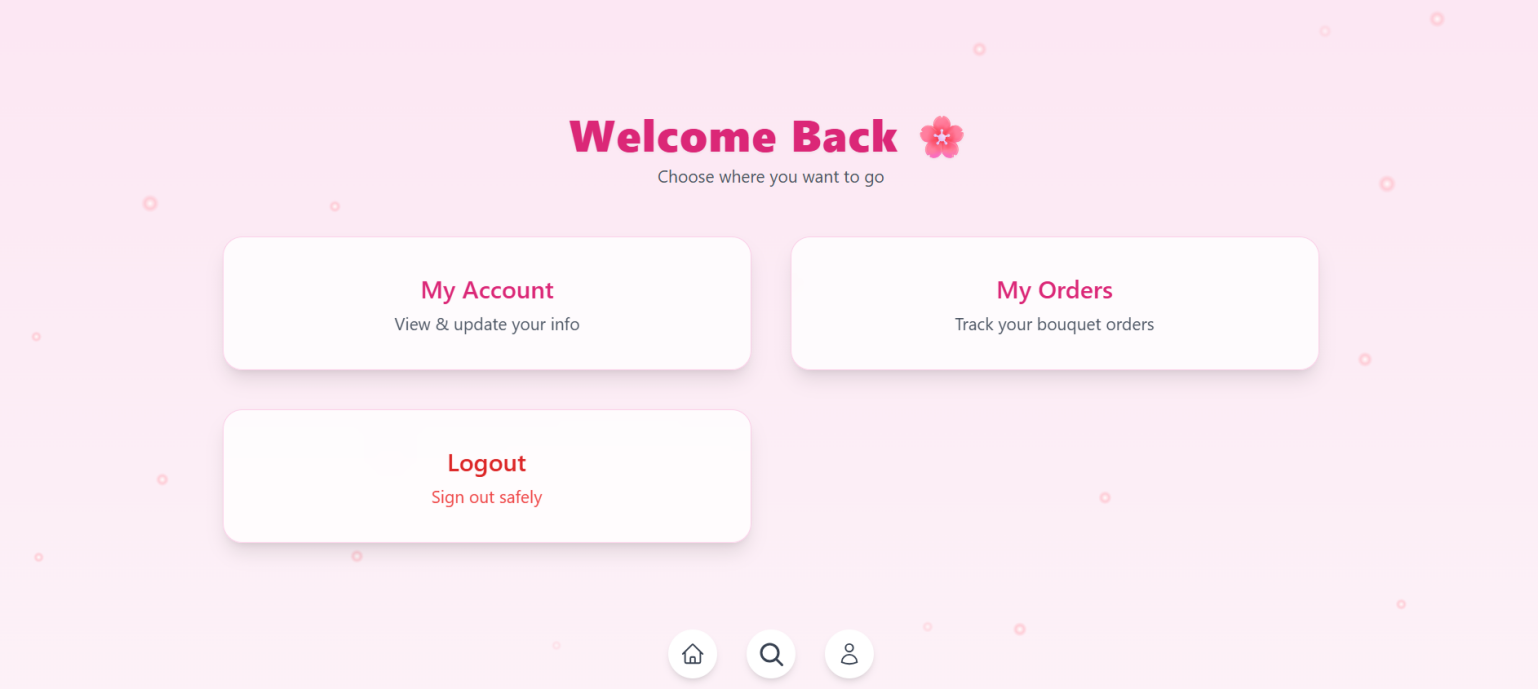 Welcome Back 🌸
Choose where you want to go
My Account
View & update your info
My Orders
Track your bouquet orders
Logout
Sign out safely